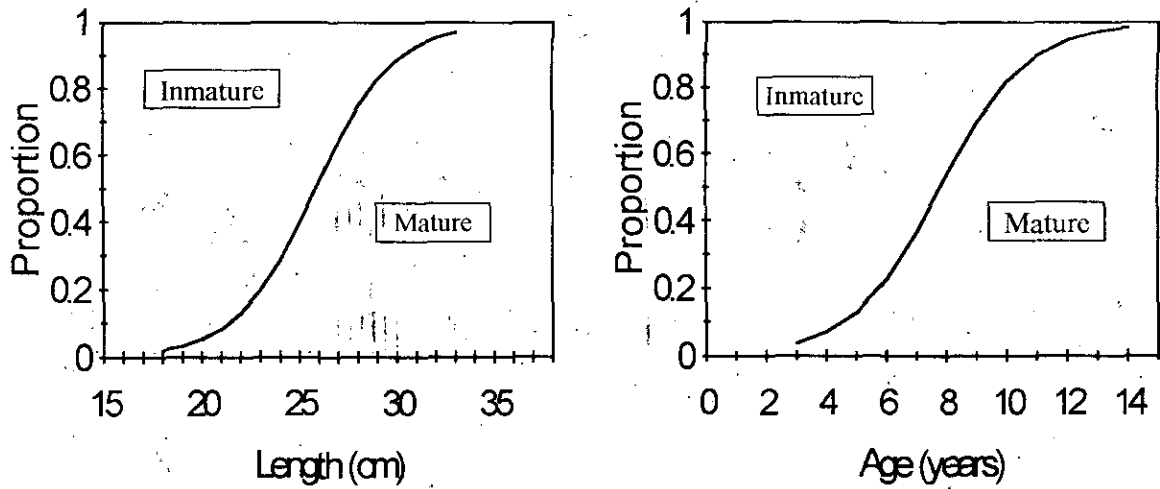 Proportion
1
0.8
0.6
0.4
0.2
0
Inmature
Mature
15 20 25 30 35
Length (cm)
Proportion
1
0.8
0.6
0.4
0.2
0
Inmature
Mature
0 2 4 6 8 10 12 14
Age (years)